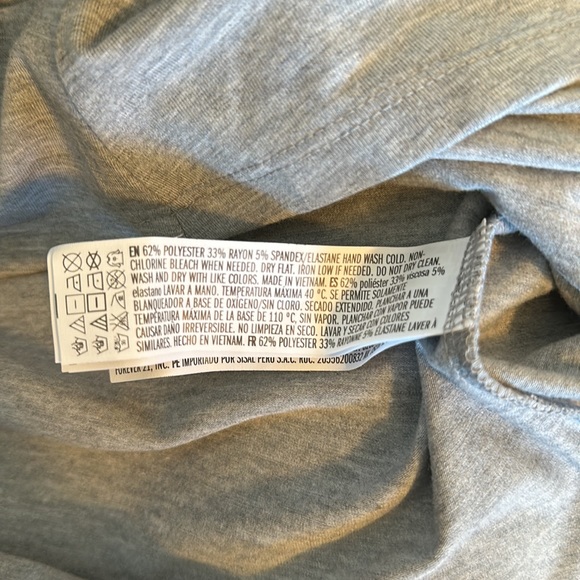 EN 62% POLYESTER 33% RAYON 5% SPANDEX/ELASTANE HAND WASH COLD. NON-
CHLORINE BLEACH WHEN NEEDED. DRY FLAT. IRON LOW IF NEEDED. DO NOT DRY CLEAN.
WASH AND DRY WITH LIKE COLORS. MADE IN VIETNAM. ES 62% poliéster 33% viscosa 5%
elastano LAVAR A MANO. TEMPERATURA MÁXIMA 40 °C. SE PERMITE SOLAMENTE
BLANQUEADOR A BASE DE OXÍGENO/SIN CLORO. SECADO EXTENDIDO. PLANCHAR A UNA
TEMPERATURA MÁXIMA DE LA BASE DE 110 °C, SIN VAPOR. PLANCHAR CON VAPOR PUEDE
CAUSAR DAÑO IRREVERSIBLE. NO LIMPIEZA EN SECO. LAVAR Y SECAR CON COLORES
SIMILARES. HECHO EN VIETNAM. FR 62% POLYESTER 33% RAYONNE 5% ELASTANE LAVER À
FOREVER 21, INC. PE IMPORTADO POR SISAL PERU S.A.C. RUC: 20556200832